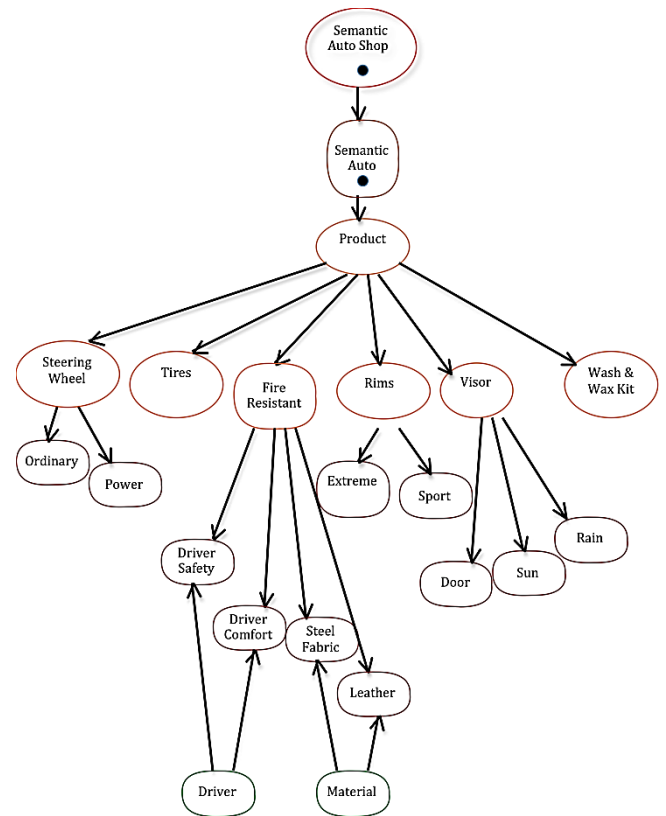 Semantic
Auto Shop
Semantic
Auto
Product
Steering
Wheel
Tires
Fire
Resistant
Rims
Visor
Wash &
Wax Kit
Ordinary
Power
Extreme
Sport
Rain
Driver
Safety
Door
Sun
Driver
Comfort
Steel
Fabric
Leather
Driver
Material